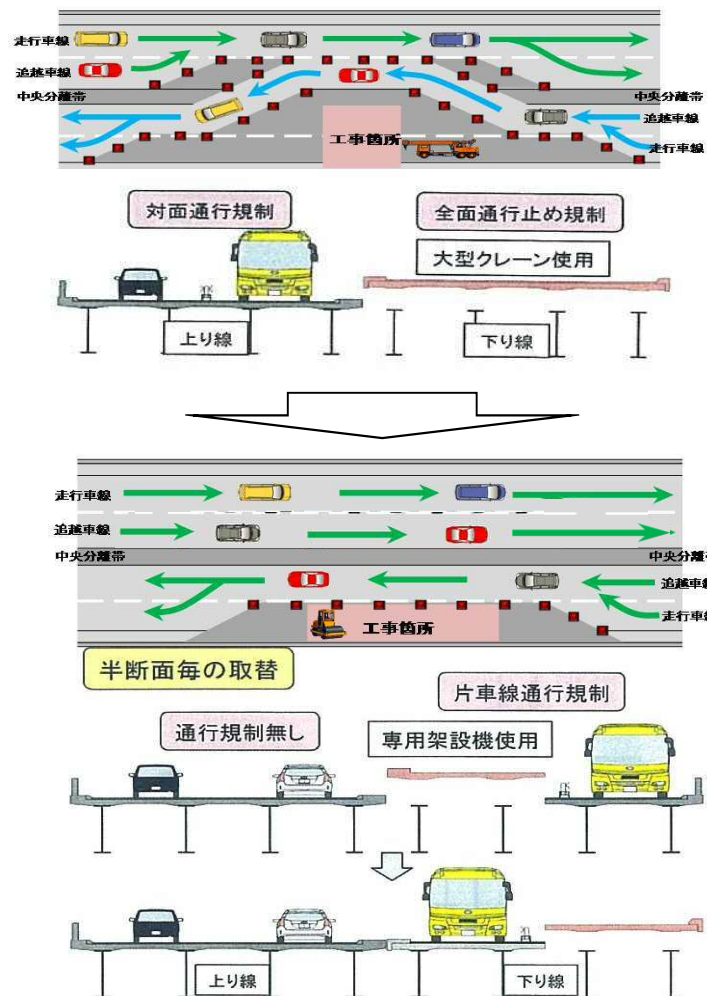 走行車線
追越車線
中央分離帯
中央分離帯
追越車線
走行車線
工事箇所
対面通行規制
全面通行止め規制
大型クレーン使用
上り線
下り線
走行車線
追越車線
中央分離帯
中央分離帯
追越車線
走行車線
工事箇所
半断面毎の取替
片車線通行規制
通行規制無し
専用架設機使用
上り線
下り線